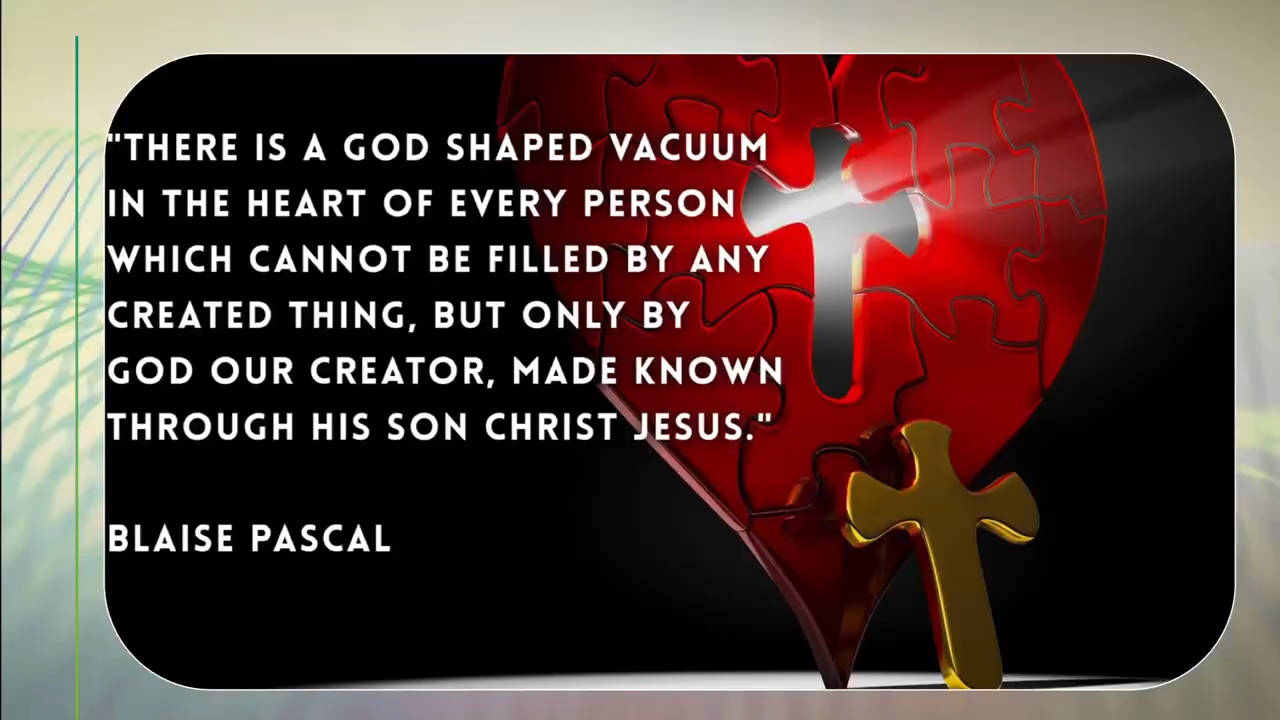 "THERE IS A GOD SHAPED VACUUM
IN THE HEART OF EVERY PERSON
WHICH CANNOT BE FILLED BY ANY
CREATED THING, BUT ONLY BY
GOD OUR CREATOR, MADE KNOWN
THROUGH HIS SON CHRIST JESUS."
BLAISE PASCAL